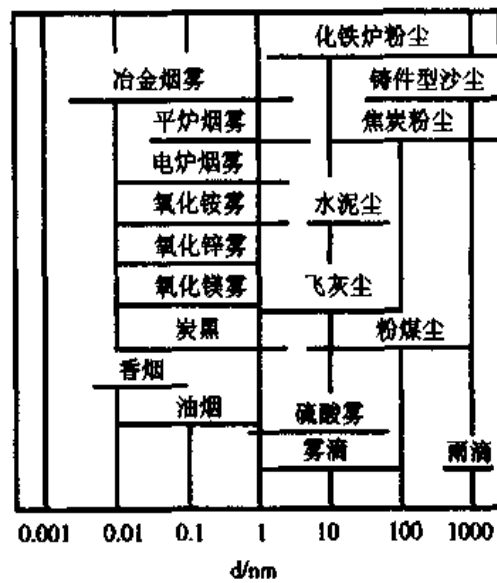 化铁炉粉尘
冶金烟雾 铸件型沙尘
平炉烟雾 焦炭粉尘
电炉烟雾
氧化铵雾 水泥尘
氧化锌雾
氧化镁雾 飞灰尘
炭黑 粉煤尘
香烟
油烟 硫酸雾
雾滴 雨滴
0.001 0.01 0.1 1 10 100 1000
d/nm